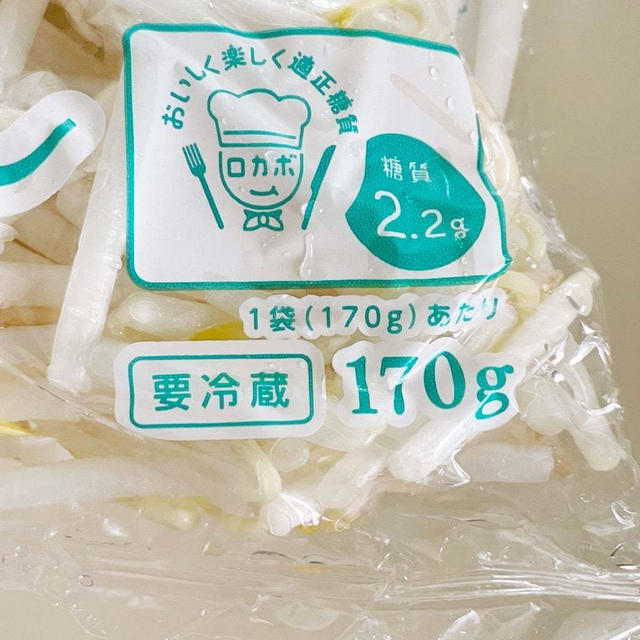 おいしく楽しく適正糖質
ロカボ
糖質
2.2g
1袋(170g)あたり
要冷蔵
170g